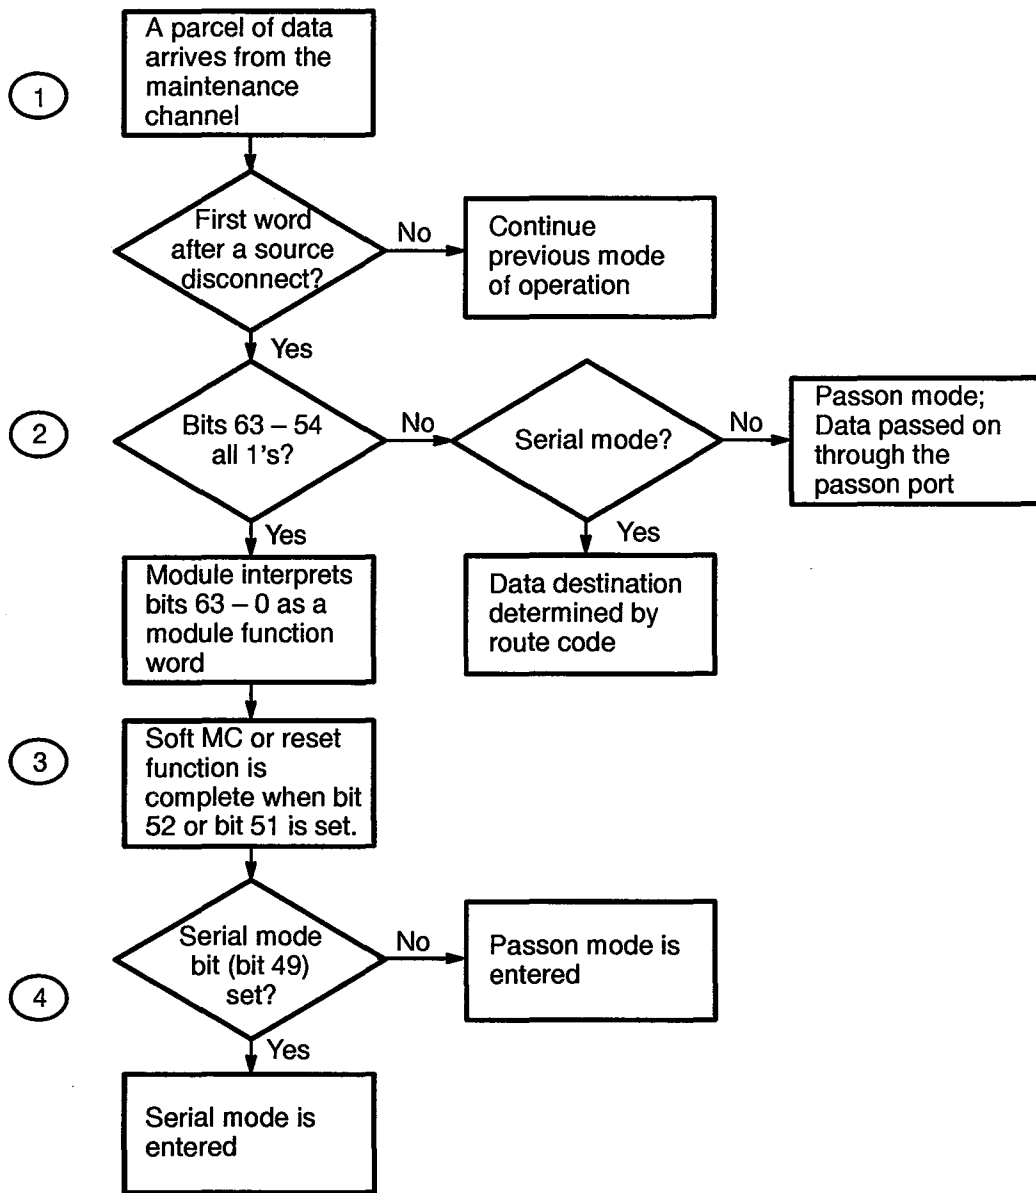 A parcel of data
arrives from the
maintenance
channel
1
First word
after a source
disconnect?
No
Continue
previous mode
of operation
Yes
2
Bits 63 – 54
all 1's?
No
Serial mode?
No
Passon mode;
Data passed on
through the
passon port
Yes
Yes
Module interprets
bits 63 – 0 as a
module function
word
Data destination
determined by
route code
3
Soft MC or reset
function is
complete when bit
52 or bit 51 is set.
4
Serial mode
bit (bit 49)
set?
No
Passon mode is
entered
Yes
Serial mode is
entered